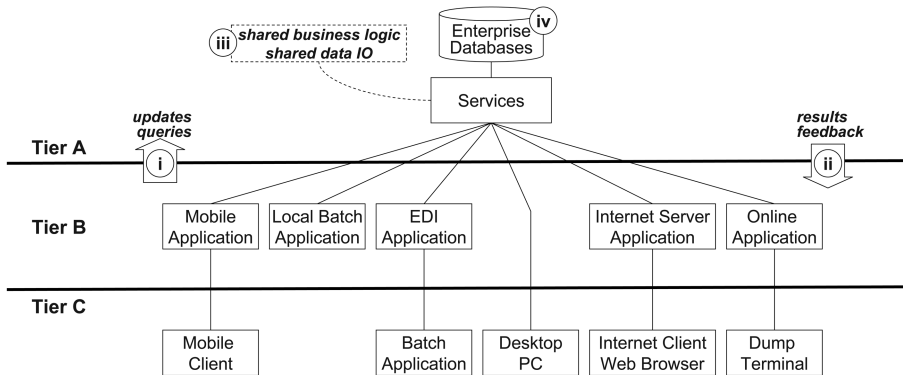 iii
shared business logic
shared data IO
Enterprise
Databases
iv
Services
updates
queries
results
feedback
Tier A
i
ii
Tier B
Mobile
Application
Local Batch
Application
EDI
Application
Internet Server
Application
Online
Application
Tier C
Mobile
Client
Batch
Application
Desktop
PC
Internet Client
Web Browser
Dump
Terminal